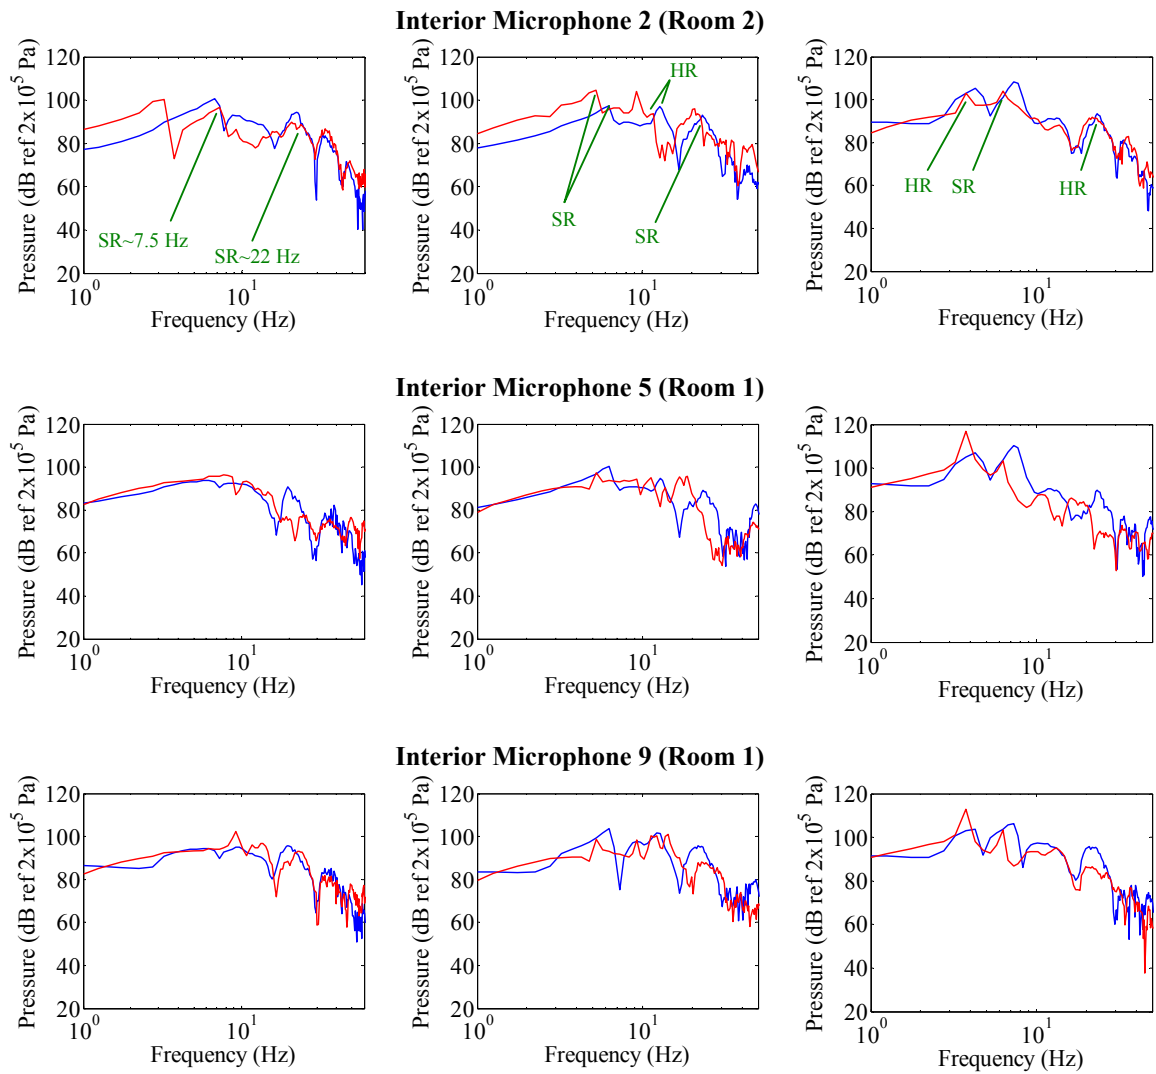 Interior Microphone 2 (Room 2)
Pressure (dB ref 2x10^-5 Pa)
120
100
80
60
40
20
SR~7.5 Hz
SR~22 Hz
10^0
10^1
Frequency (Hz)
Pressure (dB ref 2x10^-5 Pa)
120
100
80
60
40
20
HR
SR
SR
10^0
10^1
Frequency (Hz)
Pressure (dB ref 2x10^-5 Pa)
120
100
80
60
40
20
HR
SR
HR
10^0
10^1
Frequency (Hz)
Interior Microphone 5 (Room 1)
Pressure (dB ref 2x10^-5 Pa)
120
100
80
60
40
20
10^0
10^1
Frequency (Hz)
Pressure (dB ref 2x10^-5 Pa)
120
100
80
60
40
20
10^0
10^1
Frequency (Hz)
Pressure (dB ref 2x10^-5 Pa)
120
100
80
60
40
20
10^0
10^1
Frequency (Hz)
Interior Microphone 9 (Room 1)
Pressure (dB ref 2x10^-5 Pa)
120
100
80
60
40
20
10^0
10^1
Frequency (Hz)
Pressure (dB ref 2x10^-5 Pa)
120
100
80
60
40
20
10^0
10^1
Frequency (Hz)
Pressure (dB ref 2x10^-5 Pa)
120
100
80
60
40
20
10^0
10^1
Frequency (Hz)